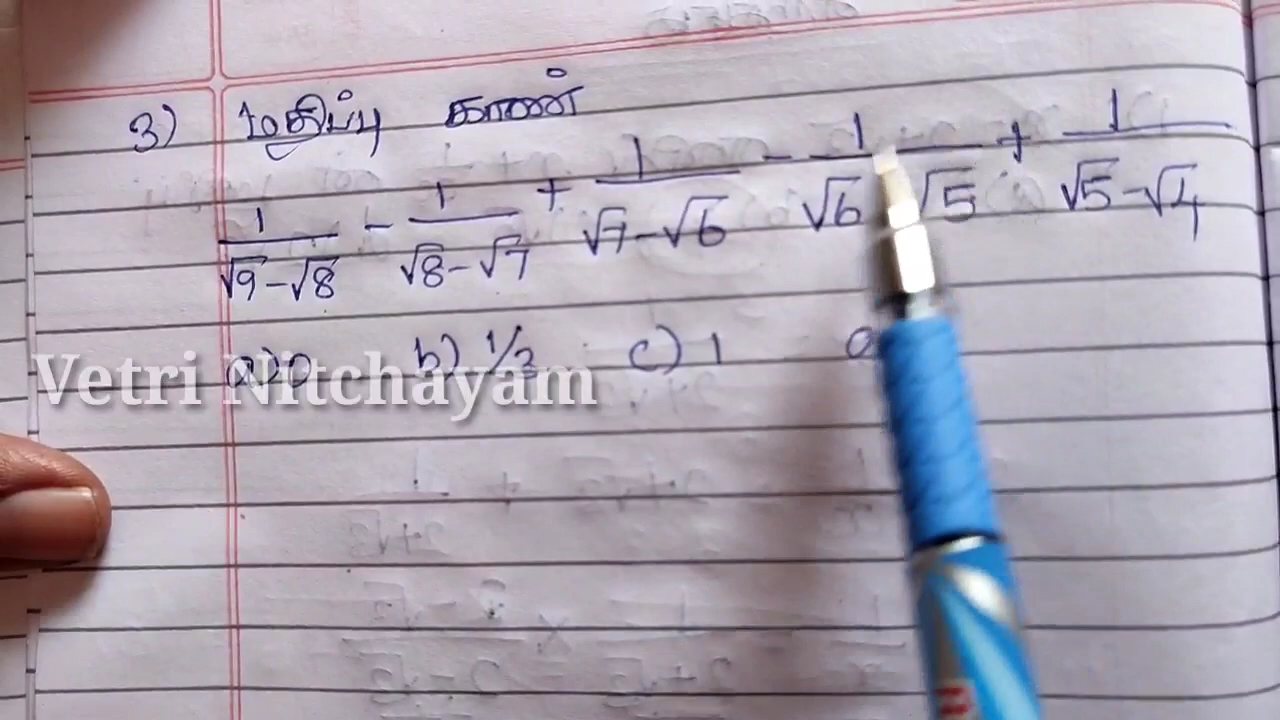 3) மதிப்பு காண்
1/(√9-√8) - 1/(√8-√7) + 1/(√7-√6) - 1/(√6 √5) + 1/(√5-√4)
a) 0 b) 1/3 c) 1
Vetri Nitchayam